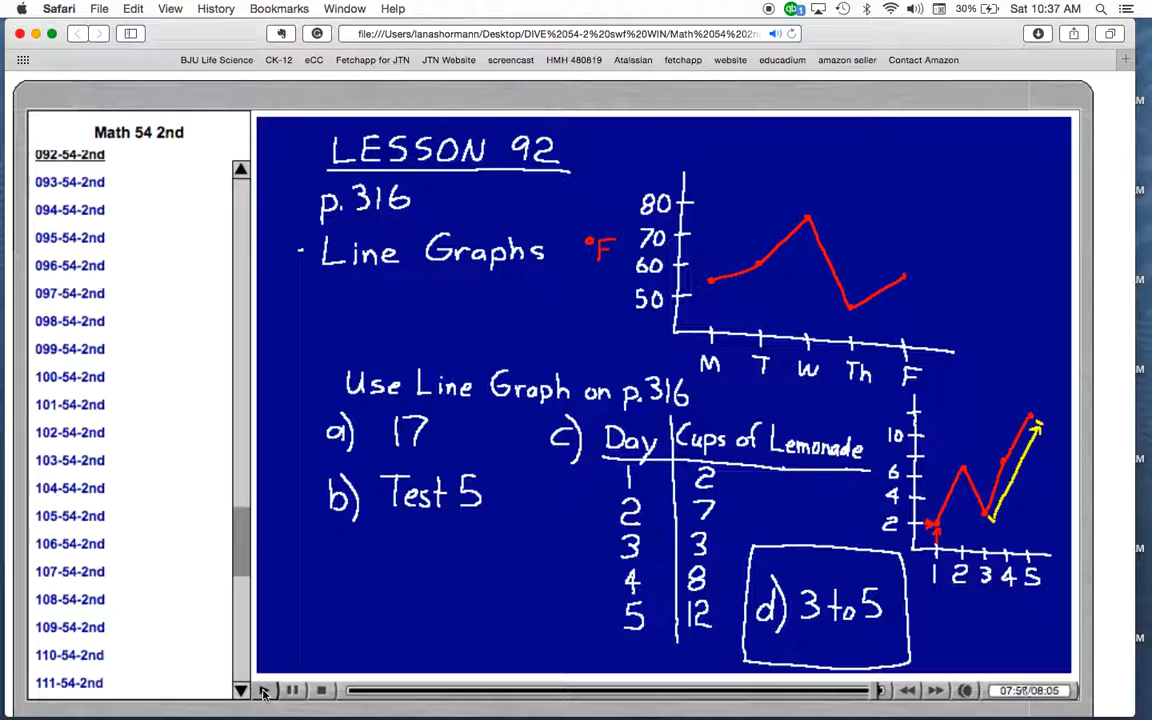 Safari File Edit View History Bookmarks Window Help 30% Sat 10:37 AM
file:///Users/lanashormann/Desktop/DIVE%2054-2%20swf%20WIN/Math%2054%202n
BJU Life Science CK-12 eCC Fetchapp for JTN JTN Website screencast HMH 480819 Atalssian fetchapp website educadium amazon seller Contact Amazon
Math 54 2nd
092-54-2nd
093-54-2nd
094-54-2nd
095-54-2nd
096-54-2nd
097-54-2nd
098-54-2nd
099-54-2nd
100-54-2nd
101-54-2nd
102-54-2nd
103-54-2nd
104-54-2nd
105-54-2nd
106-54-2nd
107-54-2nd
108-54-2nd
109-54-2nd
110-54-2nd
111-54-2nd
LESSON 92
p.316
· Line Graphs
°F
80
70
60
50
M T W Th F
Use Line Graph on p.316
a) 17
b) Test 5
c) Day Cups of Lemonade
1 2
2 7
3 3
4 8
5 12
d) 3 to 5
10
6
4
2
1 2 3 4 5